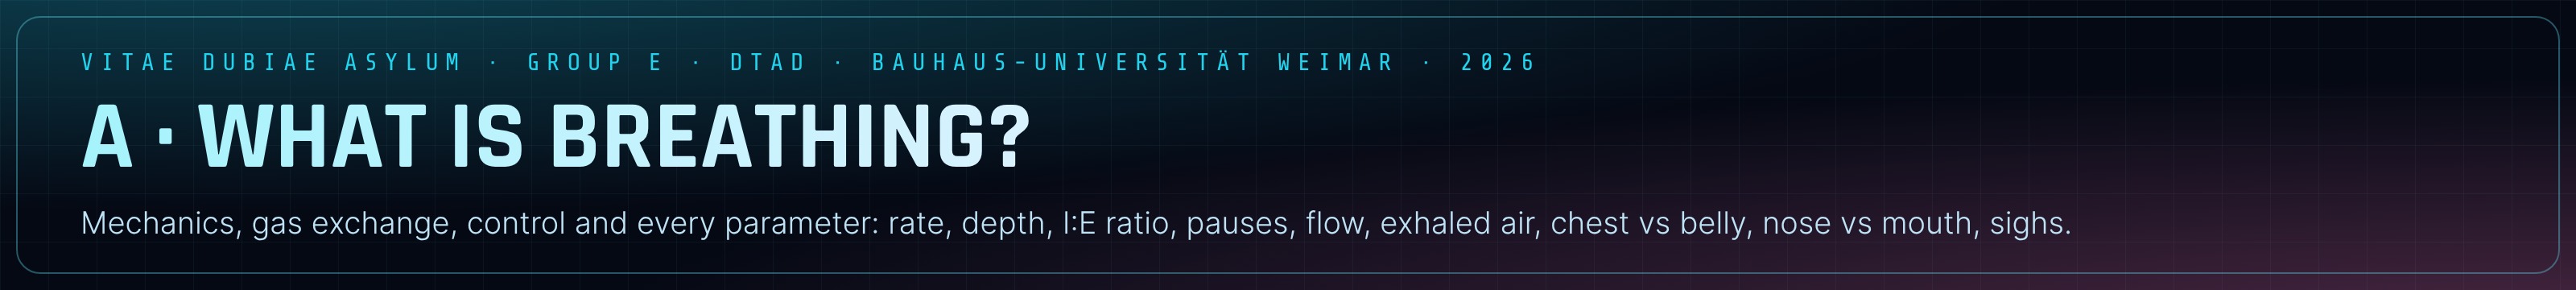 VITAE DUBIAE ASYLUM · GROUP E · DTAD · BAUHAUS-UNIVERSITÄT WEIMAR · 2026
A · WHAT IS BREATHING?
Mechanics, gas exchange, control and every parameter: rate, depth, I:E ratio, pauses, flow, exhaled air, chest vs belly, nose vs mouth, sighs.